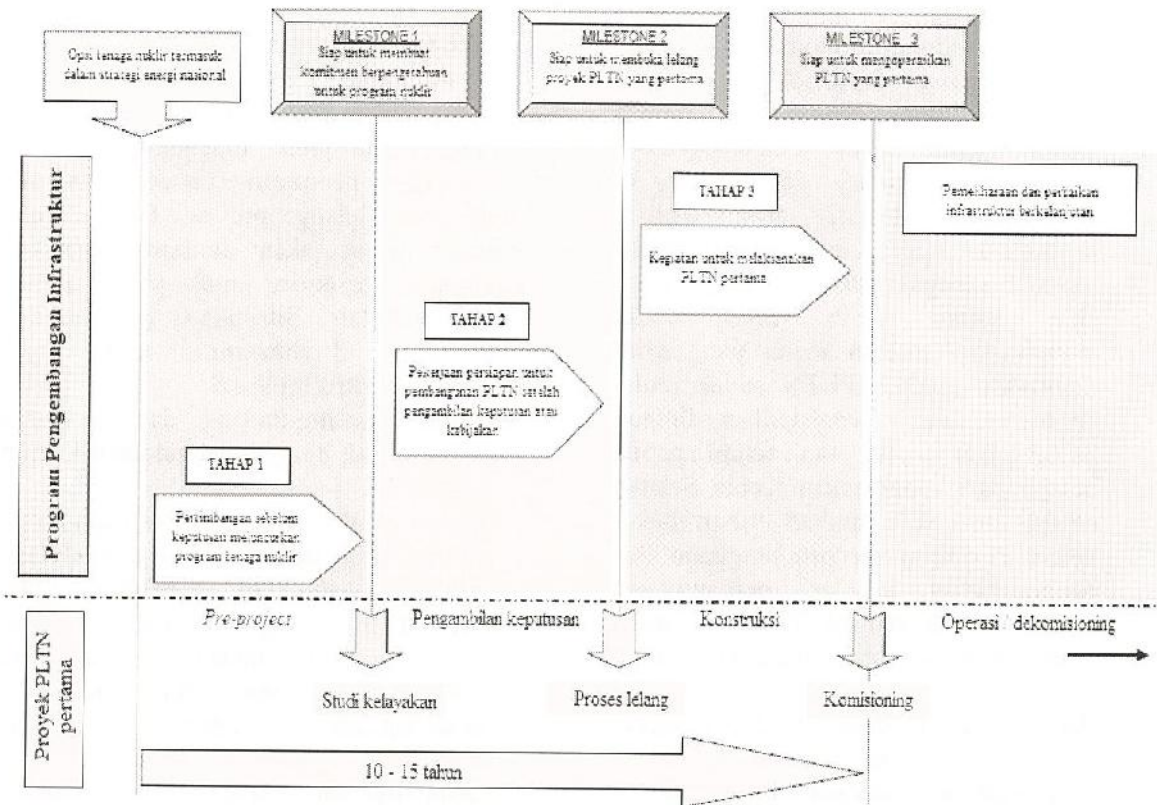 Opsi tenaga nuklir termasuk
dalam strategi energi nasional
MILESTONE 1
Siap untuk membuat
komitmen berpengetahuan
untuk program nuklir
MILESTONE 2
Siap untuk membuka lelang
proyek PLTN yang pertama
MILESTONE 3
Siap untuk mengoperasikan
PLTN yang pertama
Program Pengembangan Infrastruktur
TAHAP 3
Kegiatan untuk melaksanakan
PLTN pertama
Pemeliharaan dan perbaikan
infrastruktur berkelanjutan
TAHAP 2
Pekerjaan persiapan untuk
pembangunan PLTN setelah
pengambilan keputusan atau
kebijakan
TAHAP 1
Pertimbangan sebelum
keputusan meluncurkan
program tenaga nuklir
Proyek PLTN
pertama
Pre-project
Pengambilan keputusan
Konstruksi
Operasi / dekomisioning
Studi kelayakan
Proses lelang
Komisioning
10 - 15 tahun